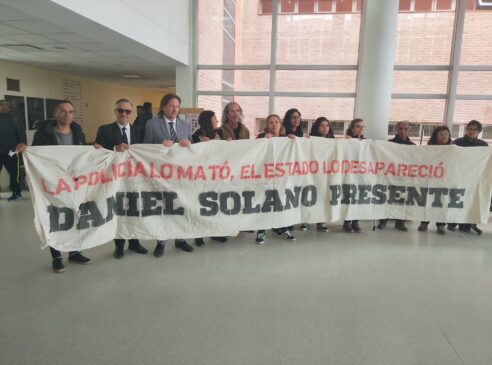 LA POLICÍA LO MATÓ, EL ESTADO LO DESAPARECIÓ
DANIEL SOLANO PRESENTE